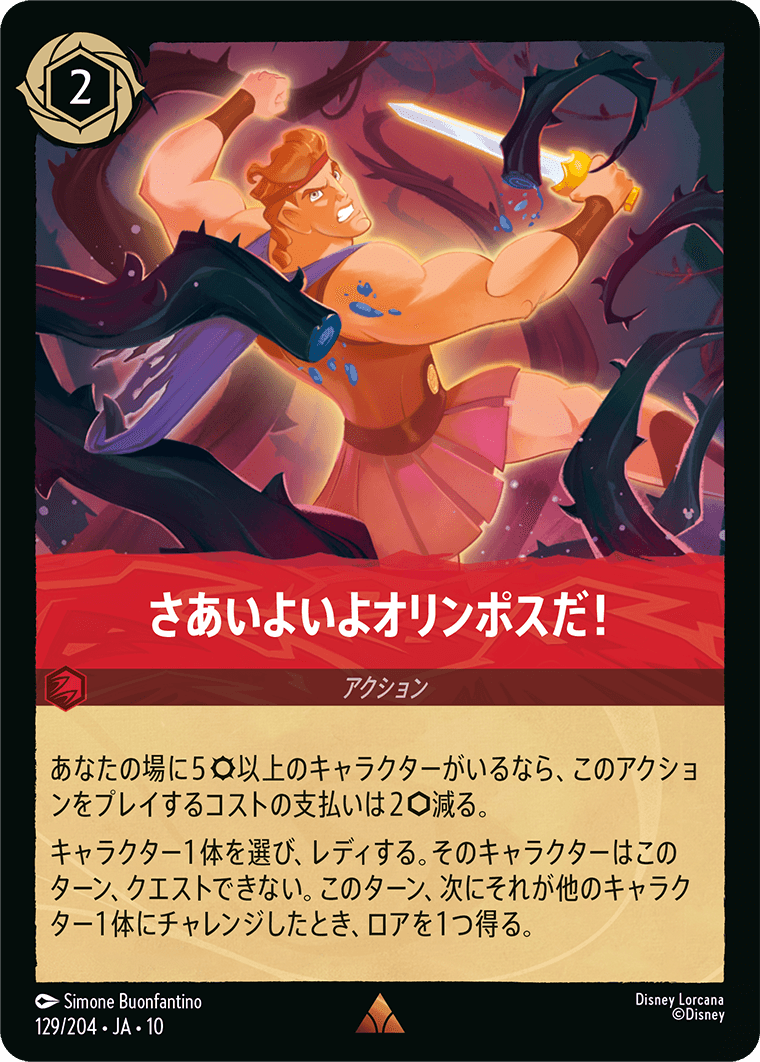 2
さあいよいよオリンポスだ!
アクション
あなたの場に5以上のキャラクターがいるなら、このアクショ
ンをプレイするコストの支払いは2減る。
キャラクター1体を選び、レディする。そのキャラクターはこの
ターン、クエストできない。このターン、次にそれが他のキャラク
ター1体にチャレンジしたとき、ロアを1つ得る。
Simone Buonfantino
129/204 • JA • 10
Disney Lorcana
©Disney